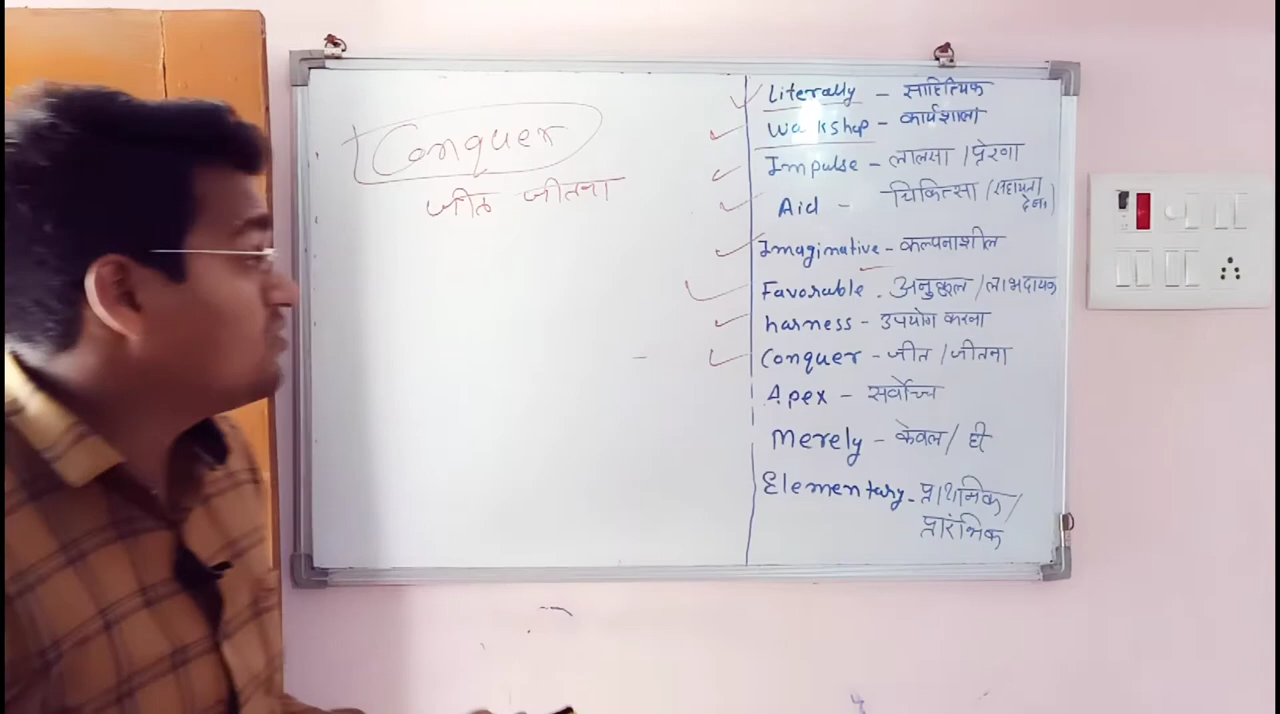 Conquer
जीत जीतना
Literally - साहित्यिक
Workshop - कार्यशाला
Impulse - लालसा / प्रेरणा
Aid - चिकित्सा (सहायता
देना)
Imaginative - कल्पनाशील
Favorable . अनुकूल / लाभदायक
harness - उपयोग करना
Conquer - जीत / जीतना
Apex - सर्वोच्च
Merely - केवल / ही
Elementary - प्राथमिक /
प्रारंभिक